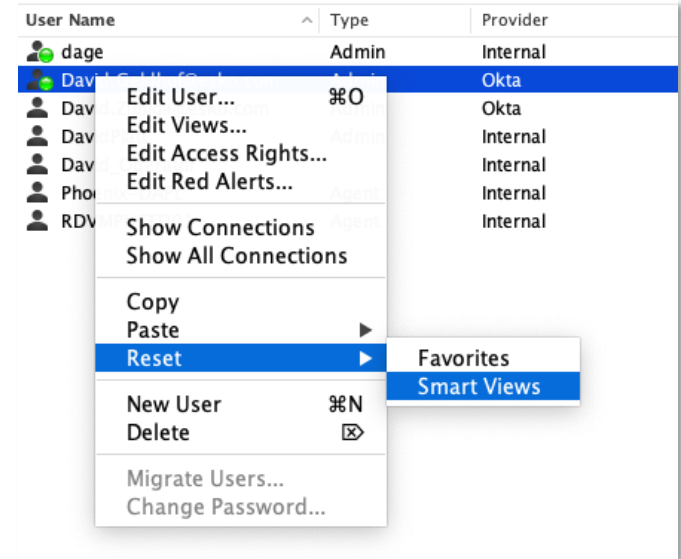 User Name Type Provider
dage Admin Internal
Okta
Okta
Internal
Internal
Internal
Internal
Edit User... ⌘O
Edit Views...
Edit Access Rights...
Edit Red Alerts...
Show Connections
Show All Connections
Copy
Paste
Reset
Favorites
Smart Views
New User ⌘N
Delete ⌦
Migrate Users...
Change Password...